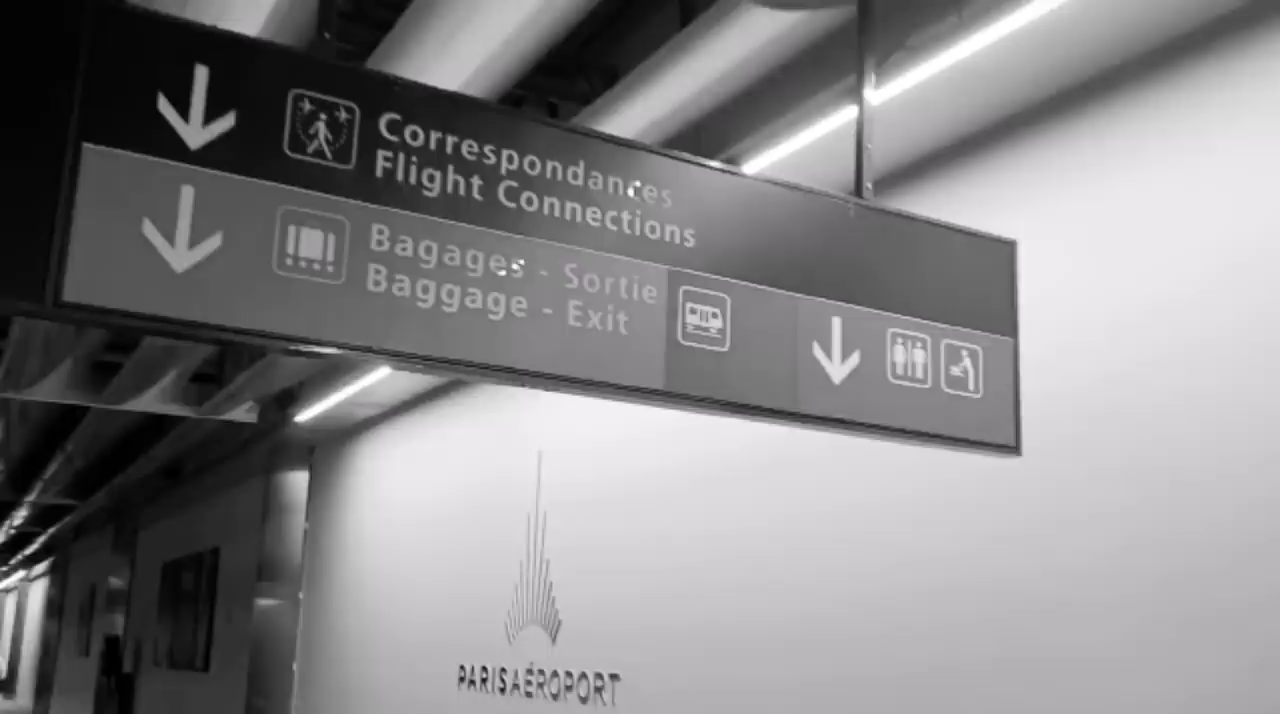 Correspondances
Flight Connections
Bagages - Sortie
Baggage - Exit
PARISAÉROPORT